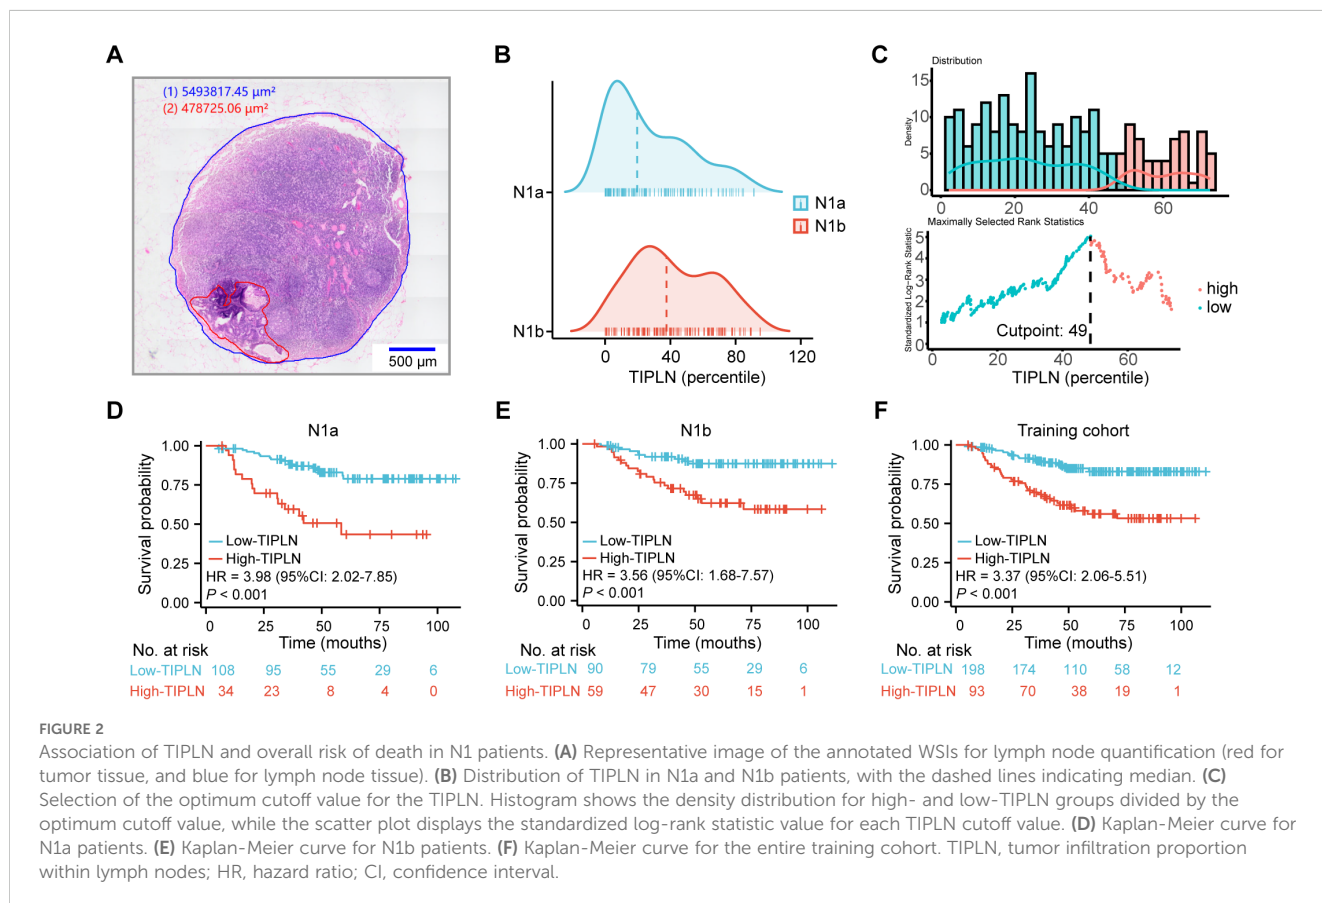 A
(1) 5493817.45 µm²
(2) 478725.06 µm²
500 µm
B
N1a
N1b
N1a
N1b
0 40 80 120
TIPLN (percentile)
C
Distribution
Density
15
10
5
0
0 20 40 60
Maximally Selected Rank Statistics
Standardized Log-Rank Statistic
5
4
3
2
1
0
Cutpoint: 49
0 20 40 60
TIPLN (percentile)
high
low
D
N1a
Survival probability
1.00
0.75
0.50
0.25
0.00
Low-TIPLN
High-TIPLN
HR = 3.98 (95%CI: 2.02-7.85)
P < 0.001
0 25 50 75 100
Time (mouths)
No. at risk
Low-TIPLN 108 95 55 29 6
High-TIPLN 34 23 8 4 0
E
N1b
Survival probability
1.00
0.75
0.50
0.25
0.00
Low-TIPLN
High-TIPLN
HR = 3.56 (95%CI: 1.68-7.57)
P < 0.001
0 25 50 75 100
Time (mouths)
No. at risk
Low-TIPLN 90 79 55 29 6
High-TIPLN 59 47 30 15 1
F
Training cohort
Survival probability
1.00
0.75
0.50
0.25
0.00
Low-TIPLN
High-TIPLN
HR = 3.37 (95%CI: 2.06-5.51)
P < 0.001
0 25 50 75 100
Time (mouths)
No. at risk
Low-TIPLN 198 174 110 58 12
High-TIPLN 93 70 38 19 1
FIGURE 2
Association of TIPLN and overall risk of death in N1 patients. (A) Representative image of the annotated WSIs for lymph node quantification (red for
tumor tissue, and blue for lymph node tissue). (B) Distribution of TIPLN in N1a and N1b patients, with the dashed lines indicating median. (C)
Selection of the optimum cutoff value for the TIPLN. Histogram shows the density distribution for high- and low-TIPLN groups divided by the
optimum cutoff value, while the scatter plot displays the standardized log-rank statistic value for each TIPLN cutoff value. (D) Kaplan-Meier curve for
N1a patients. (E) Kaplan-Meier curve for N1b patients. (F) Kaplan-Meier curve for the entire training cohort. TIPLN, tumor infiltration proportion
within lymph nodes; HR, hazard ratio; CI, confidence interval.